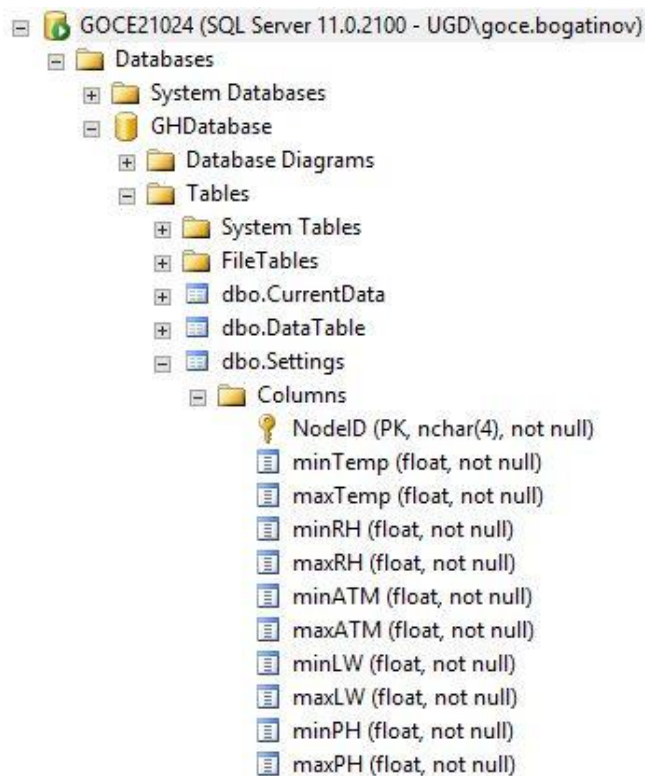 GOCE21024 (SQL Server 11.0.2100 - UGD\goce.bogatinov)
Databases
System Databases
GHDatabase
Database Diagrams
Tables
System Tables
FileTables
dbo.CurrentData
dbo.DataTable
dbo.Settings
Columns
NodeID (PK, nchar(4), not null)
minTemp (float, not null)
maxTemp (float, not null)
minRH (float, not null)
maxRH (float, not null)
minATM (float, not null)
maxATM (float, not null)
minLW (float, not null)
maxLW (float, not null)
minPH (float, not null)
maxPH (float, not null)